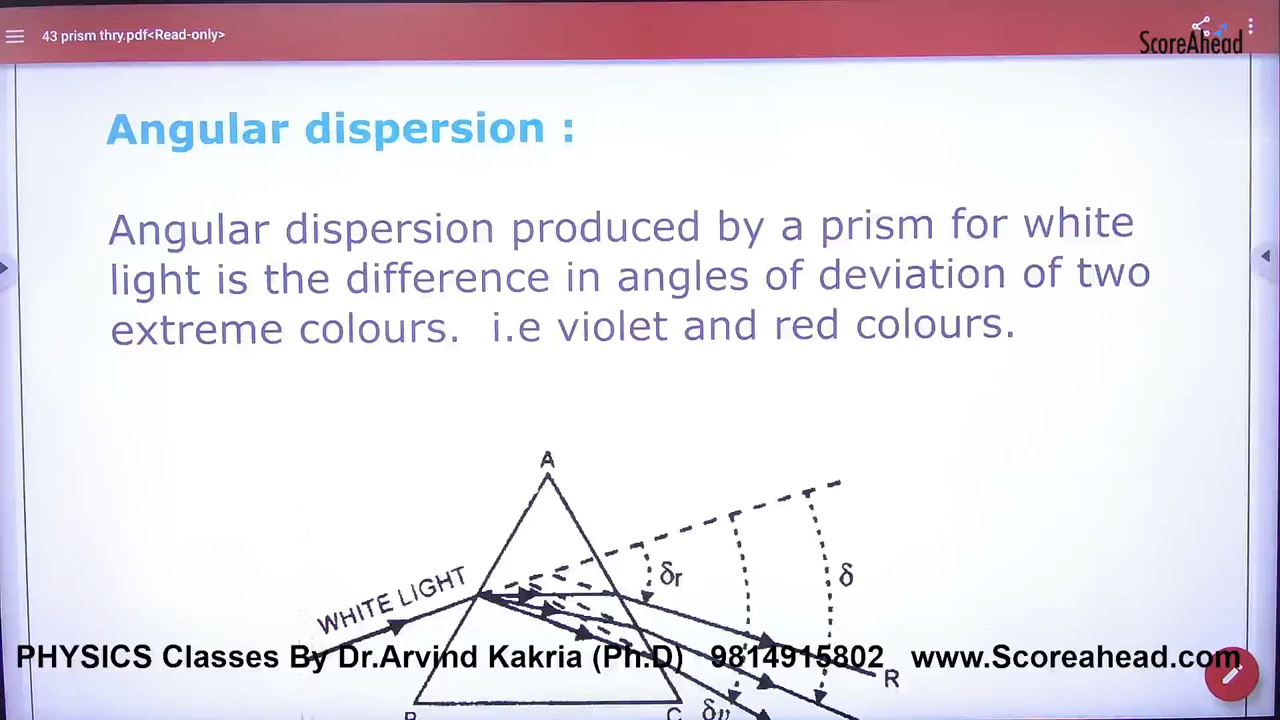 43 prism thry.pdf<Read-only>
ScoreAhead
Angular dispersion :
Angular dispersion produced by a prism for white
light is the difference in angles of deviation of two
extreme colours.  i.e violet and red colours.
A
WHITE LIGHT
δr
δ
PHYSICS Classes By Dr.Arvind Kakria (Ph.D)   9814915802   www.Scoreahead.com
R
B
C
δυ